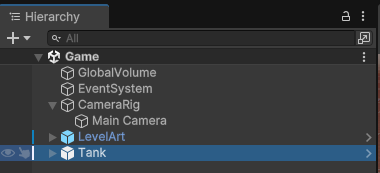 Hierarchy
All
Game
GlobalVolume
EventSystem
CameraRig
Main Camera
LevelArt
Tank